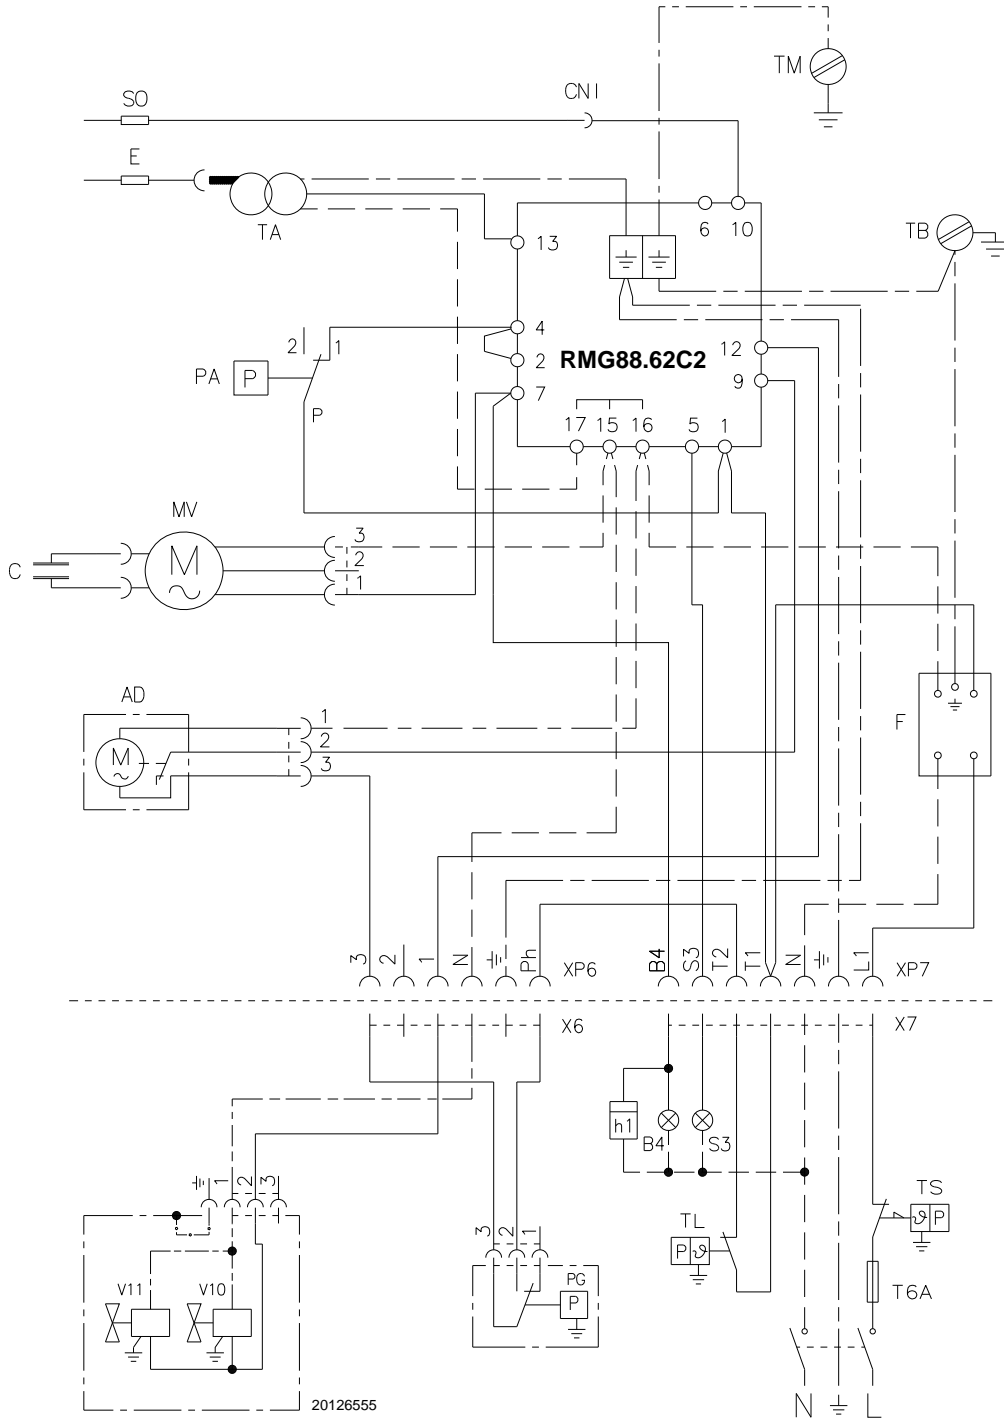 TM
SO
CN1
E
TA
6 10
TB
13
4
2 1
RMG88.62C2
12
2
PA P
9
7
P
17 15 16 5 1
MV
3
M
2
C
1
AD
1
F
2
M
3
3 2 1 N Ph XP6
B4 S3 T2 T1 N L1 XP7
X6
X7
h1
B4 S3
1 2 3
TS
3 2 1
TL
P
P ϑ
ϑ P
V11 V10
PG
P
T6A
20126555
N L